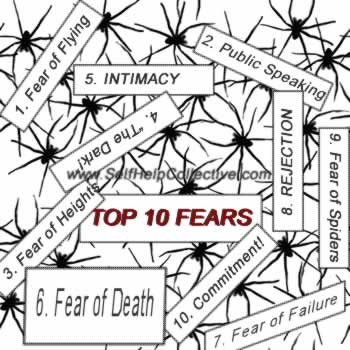 TOP 10 FEARS
1. Fear of Flying
2. Public Speaking
3. Fear of Heights
4. "The Dark!
5. INTIMACY
6. Fear of Death
7. Fear of Failure
8. REJECTION
9. Fear of Spiders
10. Commitment!
www.SelfHelpCollective.com